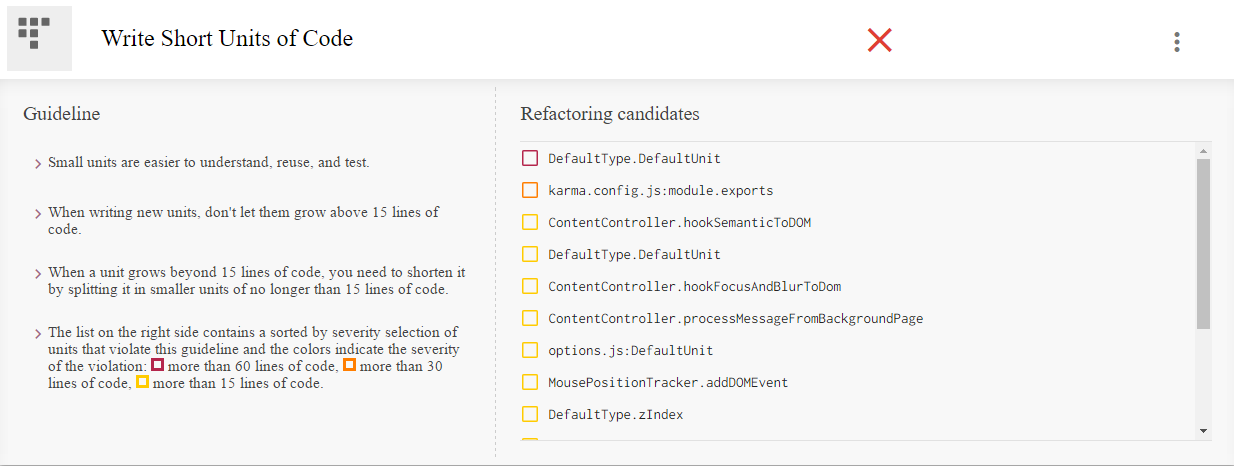 Write Short Units of Code
Guideline
Small units are easier to understand, reuse, and test.
When writing new units, don't let them grow above 15 lines of
code.
When a unit grows beyond 15 lines of code, you need to shorten it
by splitting it in smaller units of no longer than 15 lines of code.
The list on the right side contains a sorted by severity selection of
units that violate this guideline and the colors indicate the severity
of the violation: more than 60 lines of code, more than 30
lines of code, more than 15 lines of code.
Refactoring candidates
DefaultType.DefaultUnit
karma.config.js:module.exports
ContentController.hookSemanticToDOM
DefaultType.DefaultUnit
ContentController.hookFocusAndBlurToDom
ContentController.processMessageFromBackgroundPage
options.js:DefaultUnit
MousePositionTracker.addDOMEvent
DefaultType.zIndex